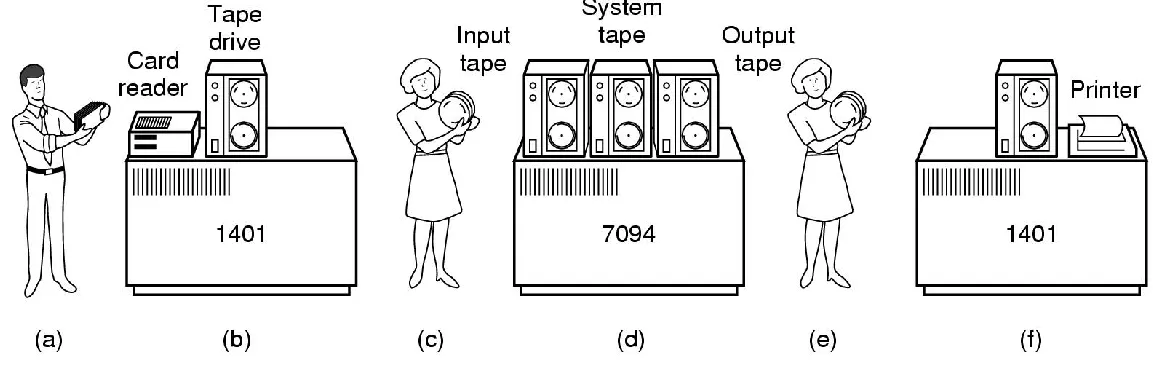 Card
reader
Tape
drive
Input
tape
System
tape
Output
tape
Printer
1401
7094
1401
(a)
(b)
(c)
(d)
(e)
(f)